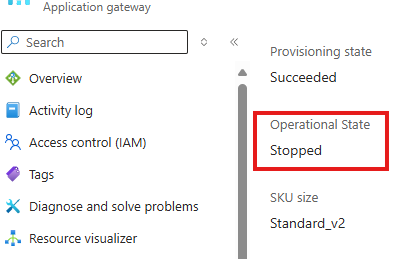 Application gateway
Search
Overview
Activity log
Access control (IAM)
Tags
Diagnose and solve problems
Resource visualizer
Provisioning state
Succeeded
Operational State
Stopped
SKU size
Standard_v2